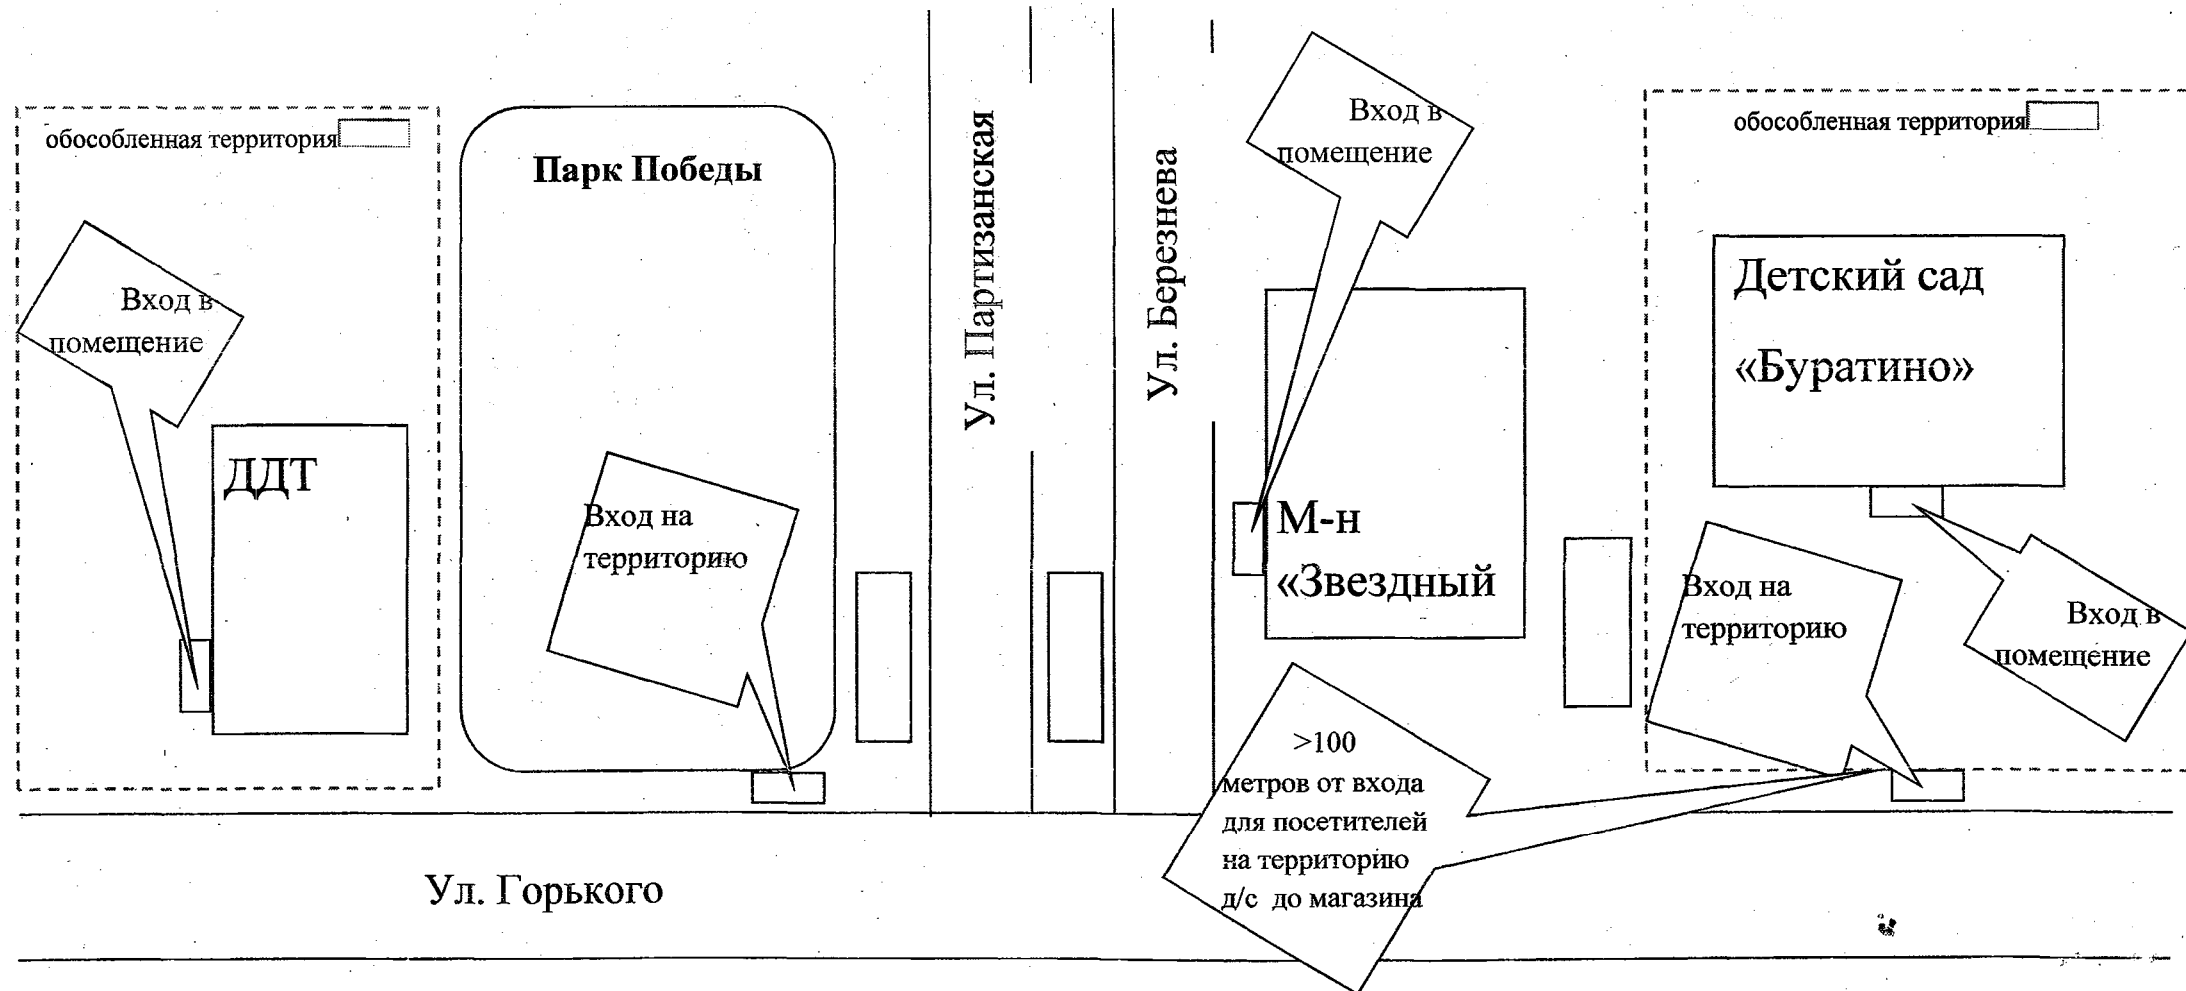 обособленная территория
Вход в
помещение
ДДТ
Парк Победы
Вход на
территорию
Ул. Партизанская
Ул. Березнева
Вход в
помещение
М-н
«Звездный
обособленная территория
Детский сад
«Буратино»
Вход на
территорию
Вход в
помещение
>100
метров от входа
для посетителей
на территорию
д/с до магазина
Ул. Горького